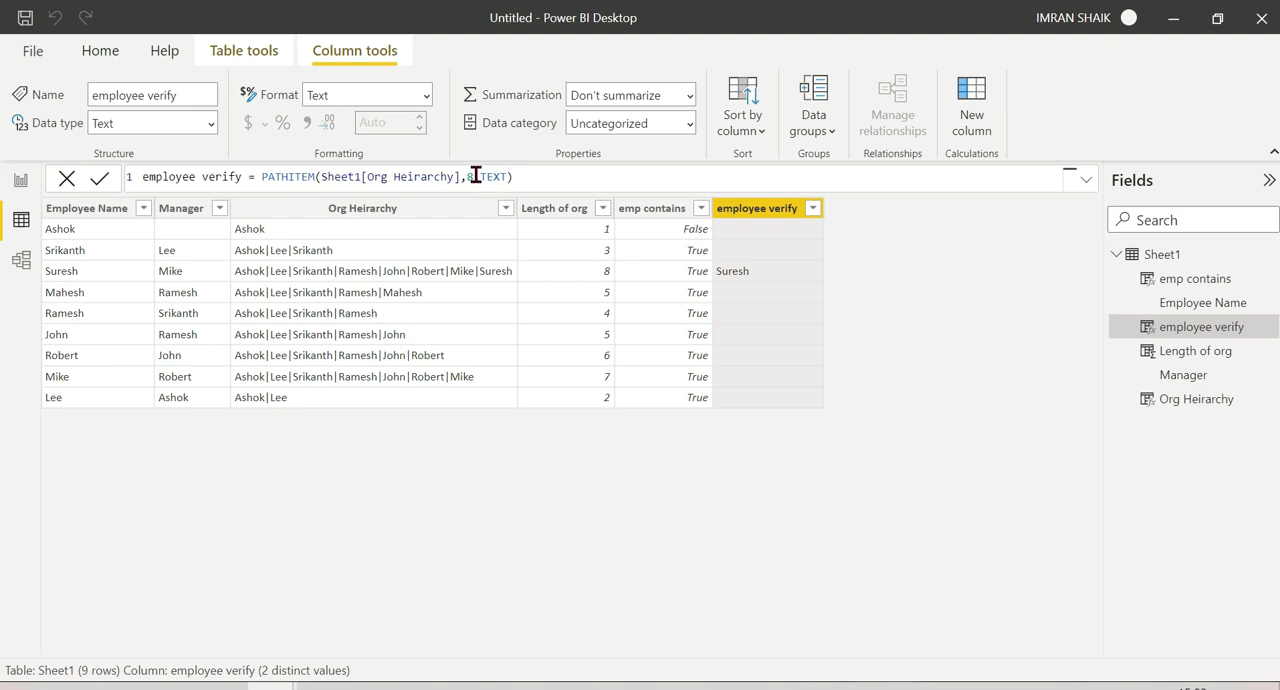 Untitled - Power BI Desktop
IMRAN SHAIK
File Home Help Table tools Column tools
Name employee verify
Data type Text
Structure
Format Text
$ % 9 .00 Auto
Formatting
Summarization Don't summarize
Data category Uncategorized
Properties
Sort by column
Sort
Data groups
Groups
Manage relationships
Relationships
New column
Calculations
1 employee verify = PATHITEM(Sheet1[Org Heirarchy],8,TEXT)
Employee Name Manager Org Heirarchy Length of org emp contains employee verify
Ashok Ashok 1 False
Srikanth Lee Ashok|Lee|Srikanth 3 True
Suresh Mike Ashok|Lee|Srikanth|Ramesh|John|Robert|Mike|Suresh 8 True Suresh
Mahesh Ramesh Ashok|Lee|Srikanth|Ramesh|Mahesh 5 True
Ramesh Srikanth Ashok|Lee|Srikanth|Ramesh 4 True
John Ramesh Ashok|Lee|Srikanth|Ramesh|John 5 True
Robert John Ashok|Lee|Srikanth|Ramesh|John|Robert 6 True
Mike Robert Ashok|Lee|Srikanth|Ramesh|John|Robert|Mike 7 True
Lee Ashok Ashok|Lee 2 True
Fields
Search
Sheet1
emp contains
Employee Name
employee verify
Length of org
Manager
Org Heirarchy
Table: Sheet1 (9 rows) Column: employee verify (2 distinct values)